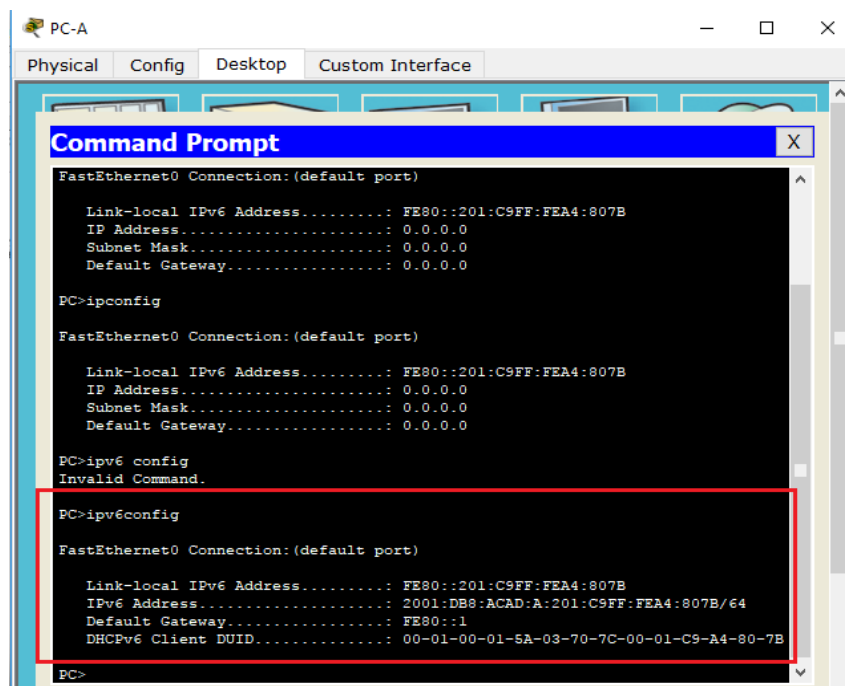 PC-A
Physical Config Desktop Custom Interface
Command Prompt
X
FastEthernet0 Connection:(default port)
Link-local IPv6 Address.........: FE80::201:C9FF:FEA4:807B
IP Address......................: 0.0.0.0
Subnet Mask.....................: 0.0.0.0
Default Gateway.................: 0.0.0.0
PC>ipconfig
FastEthernet0 Connection:(default port)
Link-local IPv6 Address.........: FE80::201:C9FF:FEA4:807B
IP Address......................: 0.0.0.0
Subnet Mask.....................: 0.0.0.0
Default Gateway.................: 0.0.0.0
PC>ipv6 config
Invalid Command.
PC>ipv6config
FastEthernet0 Connection:(default port)
Link-local IPv6 Address.........: FE80::201:C9FF:FEA4:807B
IPv6 Address....................: 2001:DB8:ACAD:A:201:C9FF:FEA4:807B/64
Default Gateway.................: FE80::1
DHCPv6 Client DUID..............: 00-01-00-01-5A-03-70-7C-00-01-C9-A4-80-7B
PC>